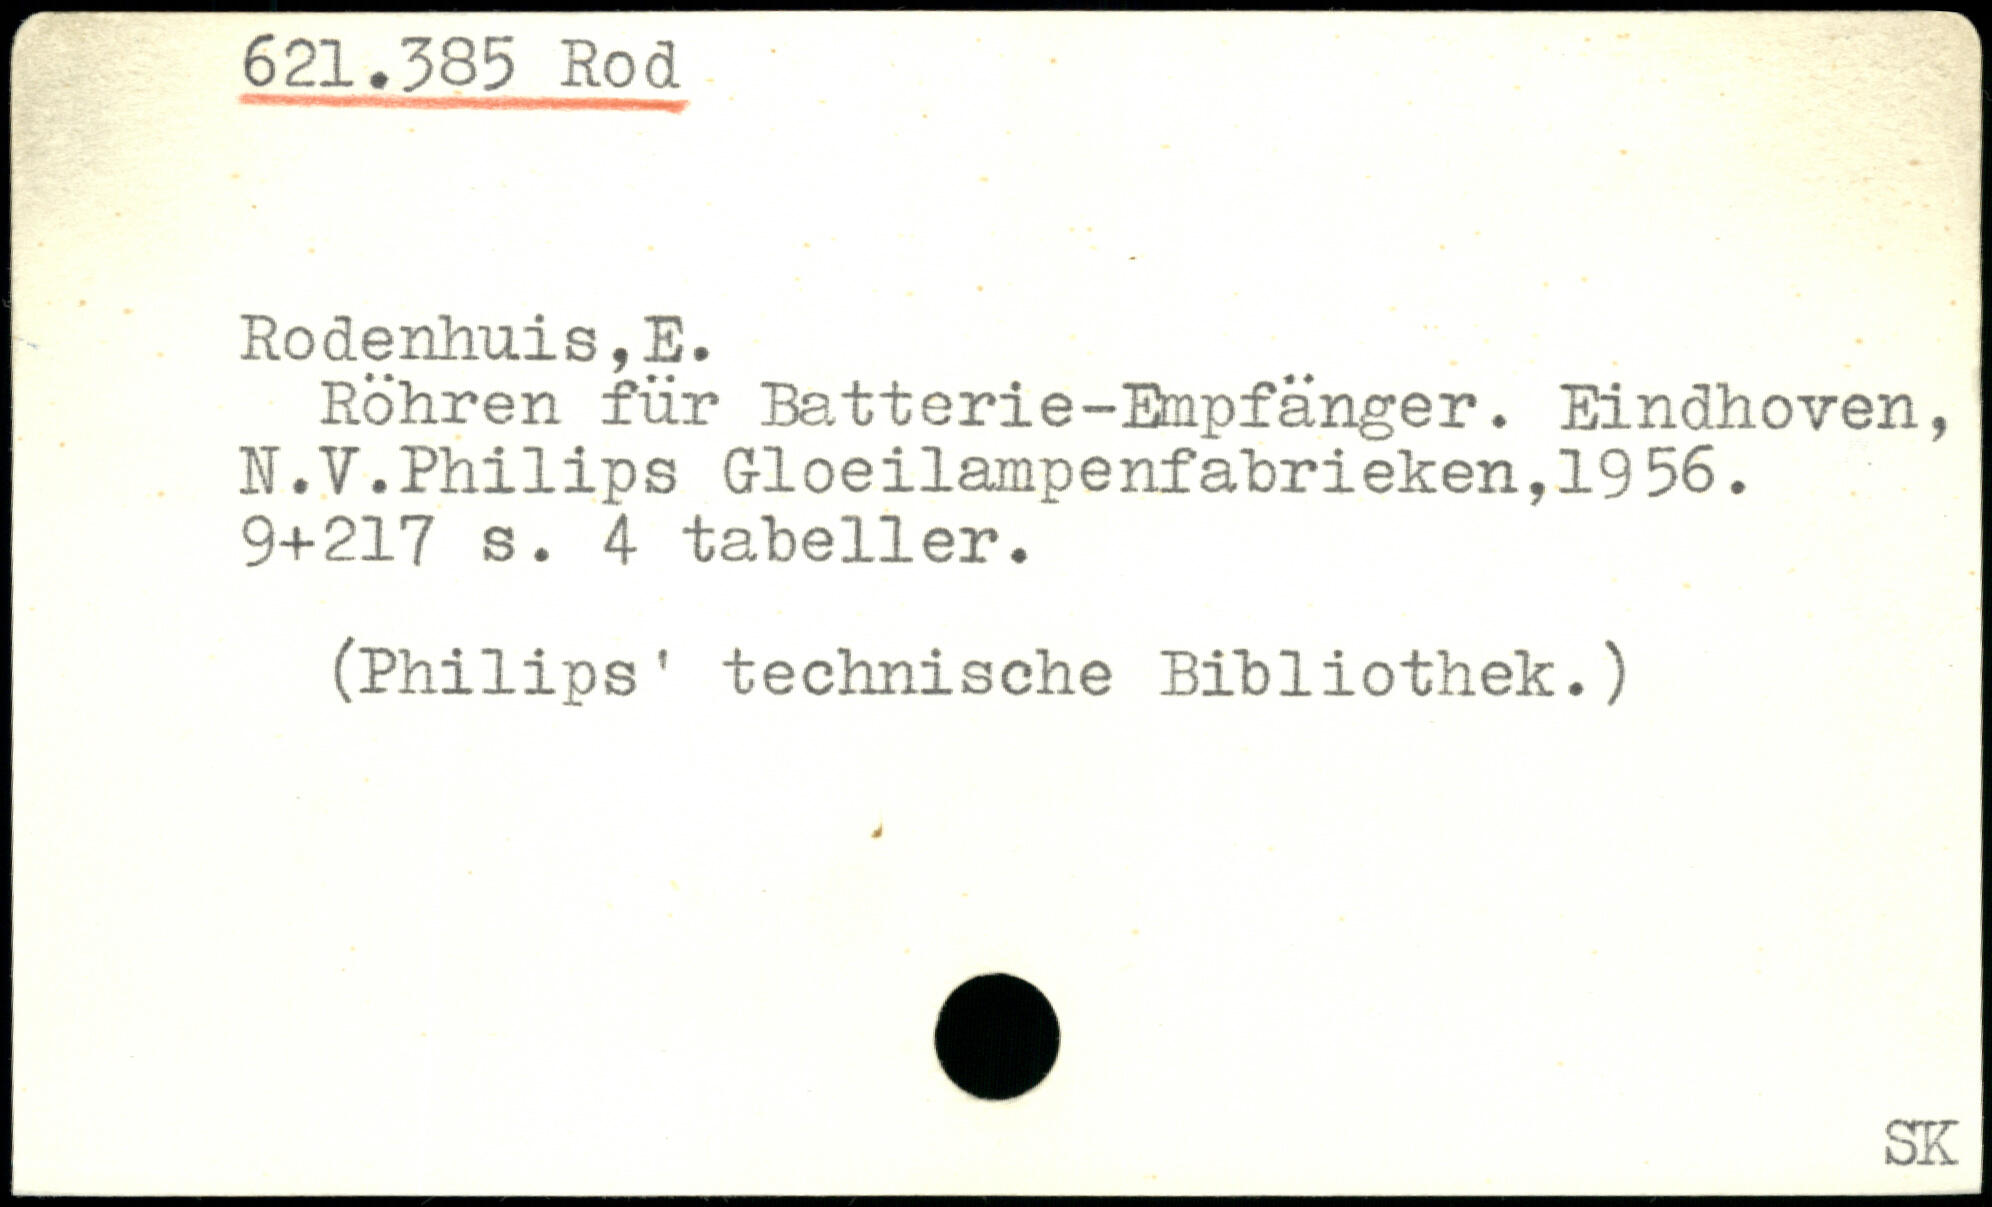 621.385 Rod
Rodenhuis,E.
Röhren für Batterie-Empfänger. Eindhoven,
N.V.Philips Gloeilampenfabrieken,1956.
9+217 s. 4 tabeller.
(Philips' technische Bibliothek.)
SK